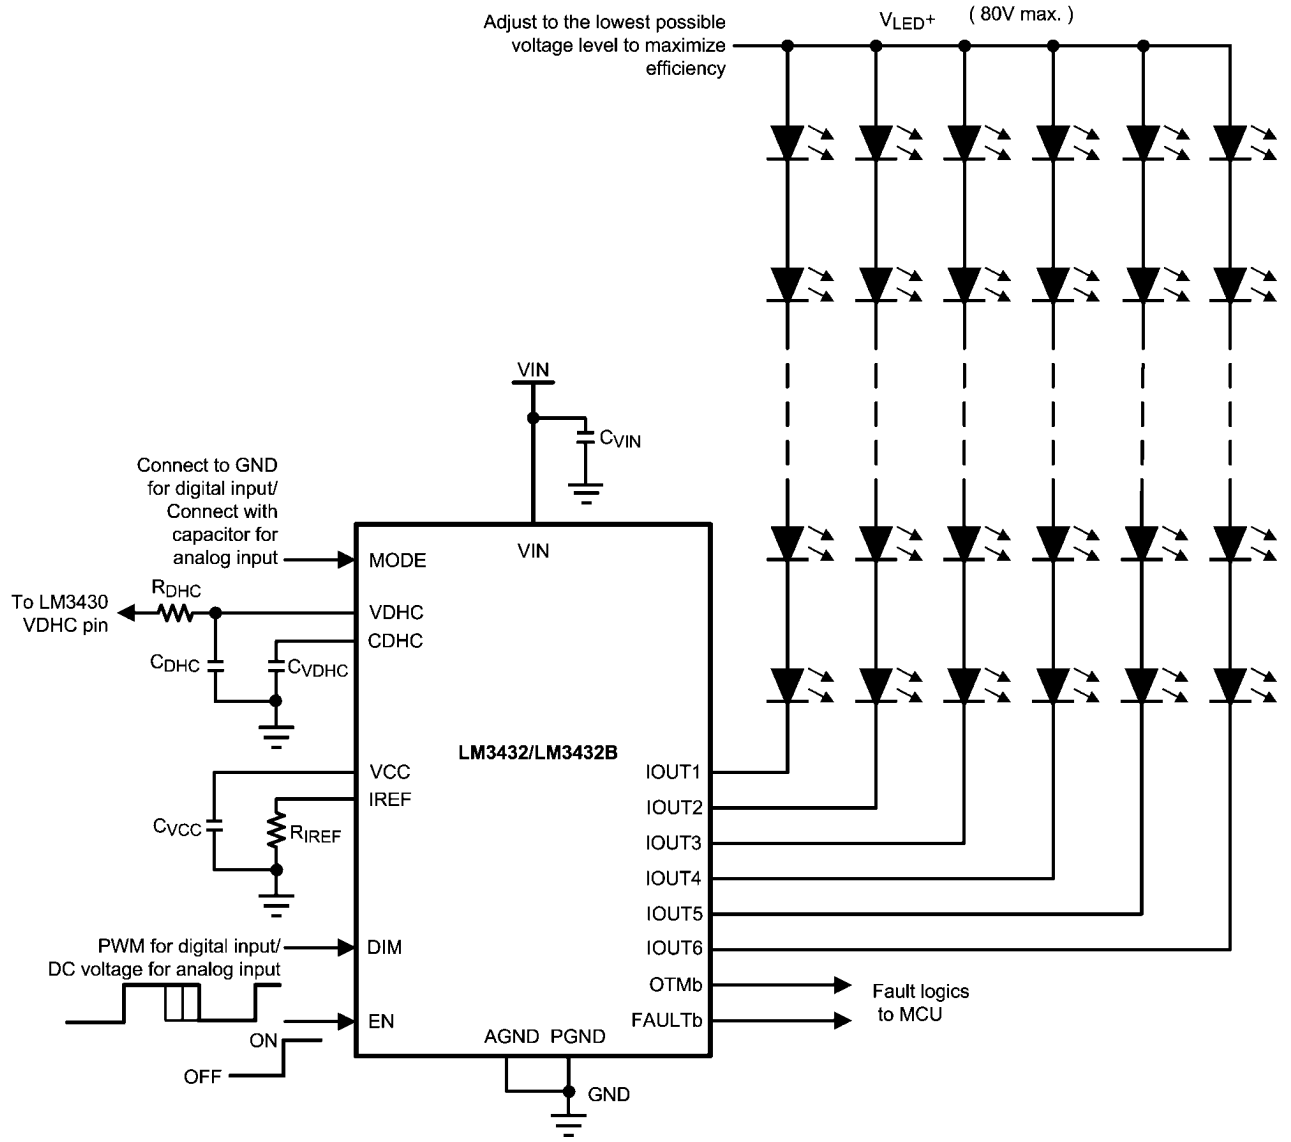 Adjust to the lowest possible
voltage level to maximize
efficiency
VLED+ ( 80V max. )
VIN
CVIN
Connect to GND
for digital input/
Connect with
capacitor for
analog input
VIN
MODE
RDHC
To LM3430
VDHC pin
VDHC
CDHC
CDHC
CVDHC
LM3432/LM3432B
VCC
IREF
CVCC
RIREF
IOUT1
IOUT2
IOUT3
IOUT4
IOUT5
IOUT6
PWM for digital input/
DC voltage for analog input
DIM
OTMb
FAULTb
Fault logics
to MCU
EN
ON
OFF
AGND PGND
GND